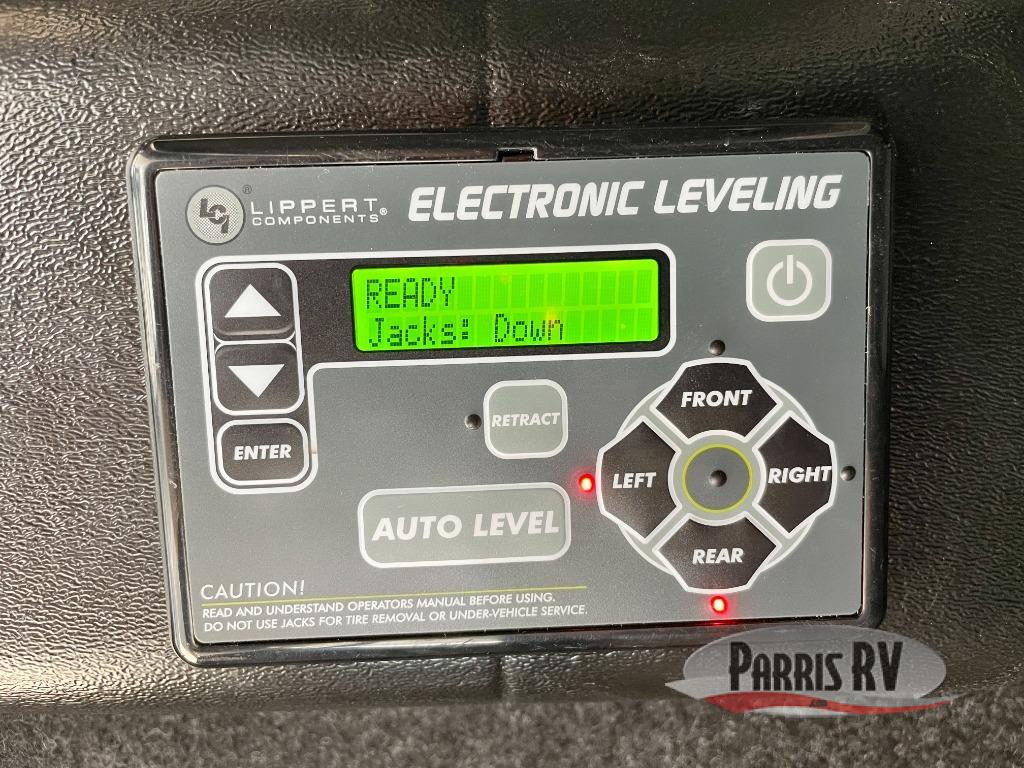 LCI ® LIPPERT COMPONENTS® ELECTRONIC LEVELING
READY
Jacks: Down
ENTER
RETRACT
AUTO LEVEL
FRONT
LEFT
RIGHT
REAR
CAUTION!
READ AND UNDERSTAND OPERATORS MANUAL BEFORE USING.
DO NOT USE JACKS FOR TIRE REMOVAL OR UNDER-VEHICLE SERVICE.
PARRIS RV